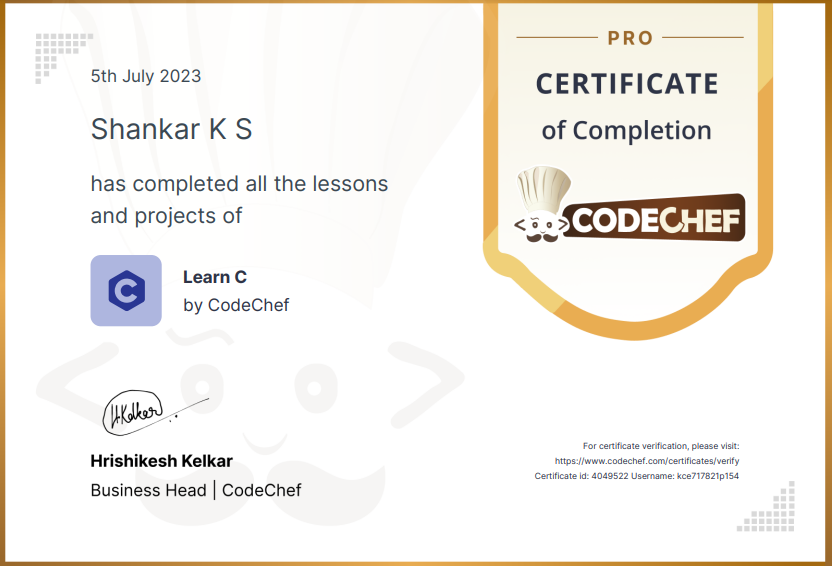 PRO
CERTIFICATE
of Completion
CODECHEF
5th July 2023
Shankar K S
has completed all the lessons
and projects of
C
Learn C
by CodeChef
H.Kelkar
Hrishikesh Kelkar
Business Head | CodeChef
For certificate verification, please visit:
https://www.codechef.com/certificates/verify
Certificate id: 4049522 Username: kce717821p154